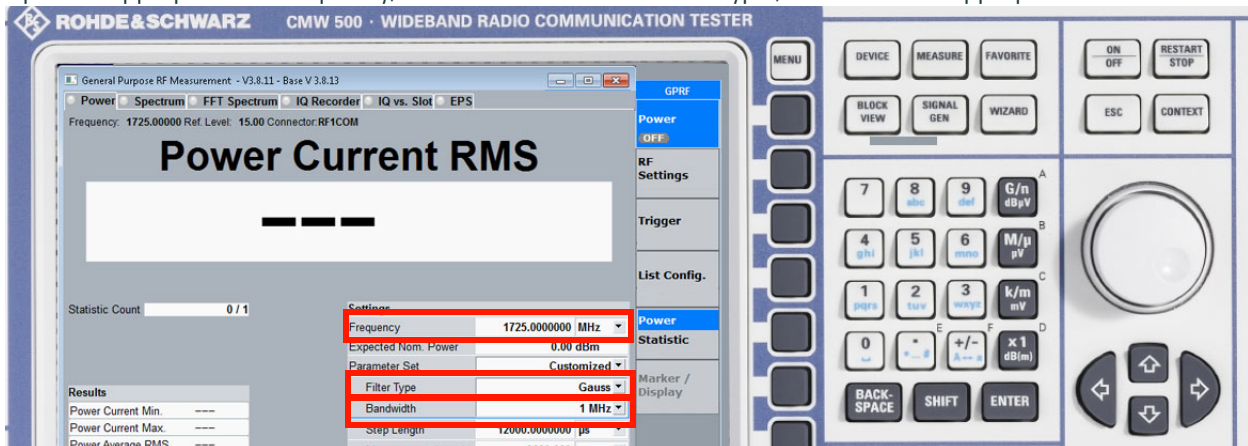 ROHDE&SCHWARZ CMW 500 · WIDEBAND RADIO COMMUNICATION TESTER
General Purpose RF Measurement - V3.8.11 - Base V 3.8.13
Power Spectrum FFT Spectrum IQ Recorder IQ vs. Slot EPS
Frequency: 1725.00000 Ref. Level: 15.00 Connector:RF1COM
Power Current RMS
---
Statistic Count 0 / 1
Settings
Frequency 1725.0000000 MHz
Expected Nom. Power 0.00 dBm
Parameter Set Customized
Filter Type Gauss
Bandwidth 1 MHz
Step Length 12000.0000000 µs
Results
Power Current Min. ---
Power Current Max. ---
Power Average RMS
GPRF
Power
OFF
RF
Settings
Trigger
List Config.
Power
Statistic
Marker /
Display
MENU
DEVICE MEASURE FAVORITE
BLOCK VIEW SIGNAL GEN WIZARD
ON OFF RESTART STOP
ESC CONTEXT
7 8 abc 9 def G/n dBµV A
4 ghi 5 jkl 6 mno M/µ µV B
1 pqrs 2 tuv 3 wxyz k/m mV C
0 . # E +/- A↔a F x1 dB(m) D
BACK-SPACE SHIFT ENTER